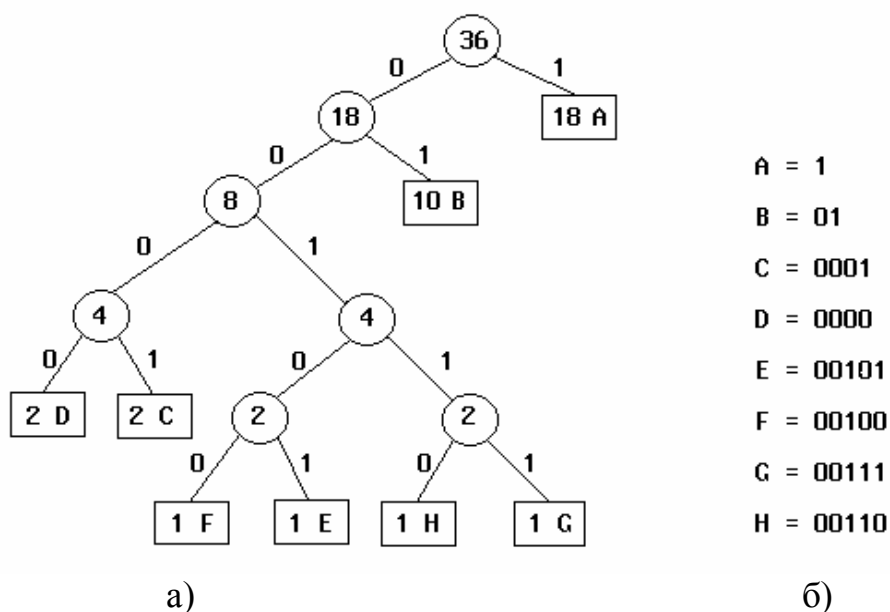 36
0 1
18 18 A
0 1
8 10 B
0 1
4 4
0 1 0 1
2 D 2 C 2 2
0 1 0 1
1 F 1 E 1 H 1 G
а)
A = 1
B = 01
C = 0001
D = 0000
E = 00101
F = 00100
G = 00111
H = 00110
б)